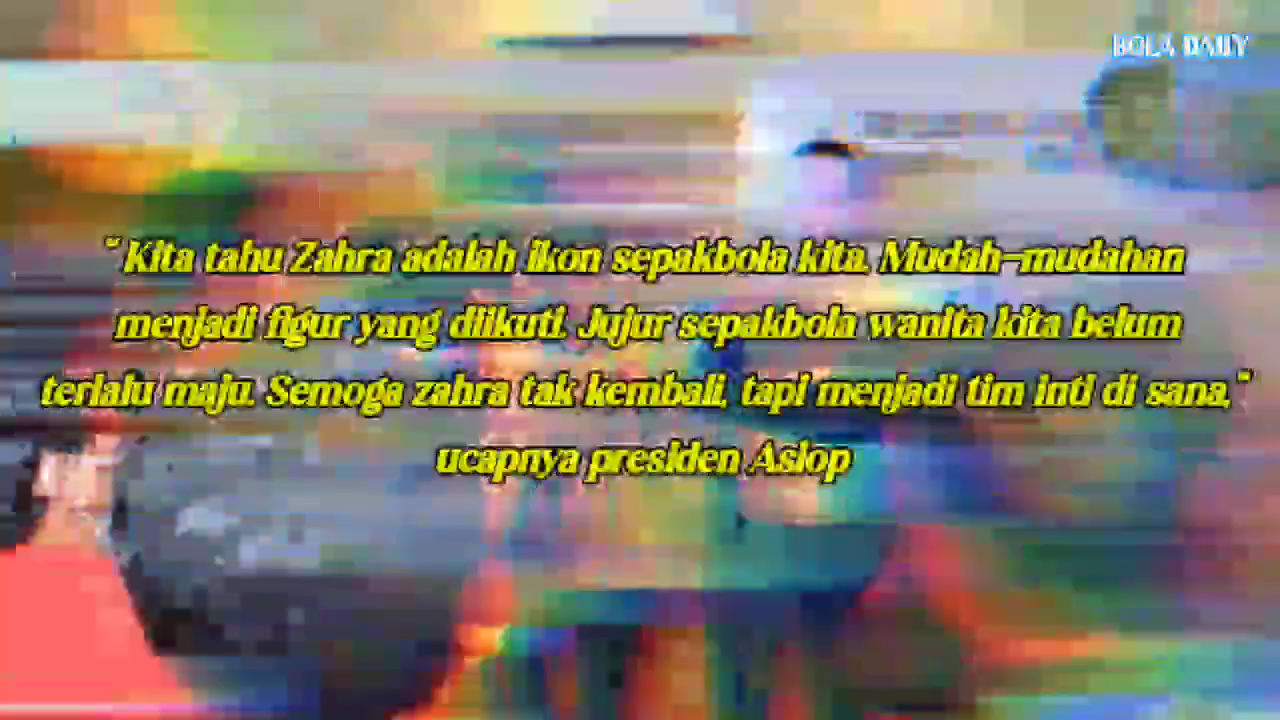 BOLA DAILY
" Kita tahu Zahra adalah ikon sepakbola kita. Mudah-mudahan
menjadi figur yang diikuti. Jujur sepakbola wanita kita belum
terlalu maju. Semoga zahra tak kembali, tapi menjadi tim inti di sana,"
ucapnya presiden Asiop